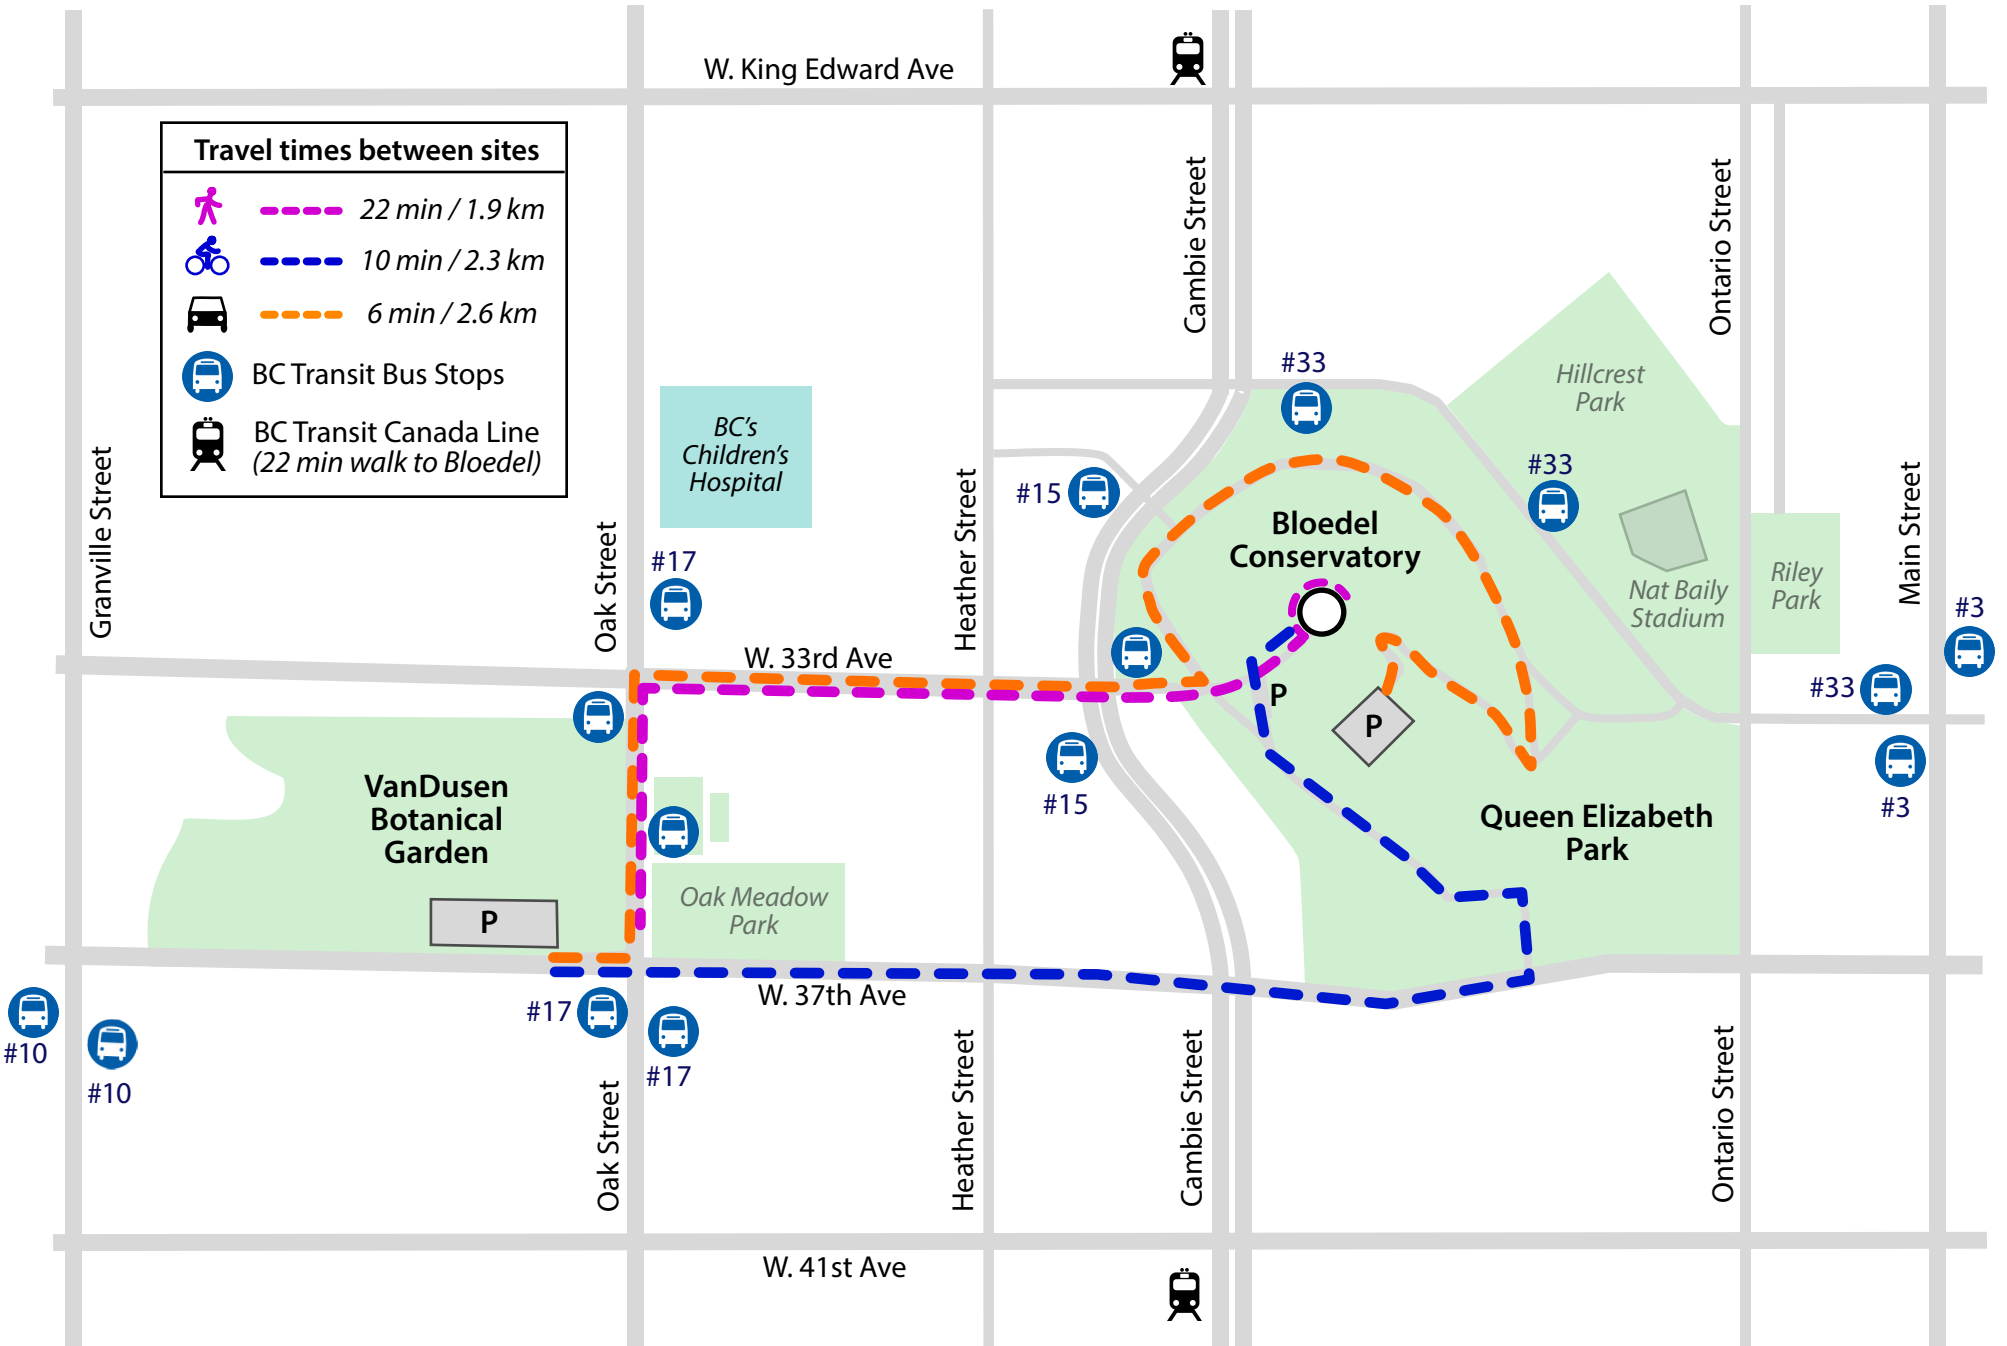 W. King Edward Ave
Travel times between sites
22 min / 1.9 km
10 min / 2.3 km
6 min / 2.6 km
BC Transit Bus Stops
BC Transit Canada Line
(22 min walk to Bloedel)
Granville Street
Oak Street
Heather Street
Cambie Street
Ontario Street
Main Street
BC's
Children's
Hospital
#33
Hillcrest
Park
#33
#15
#17
Bloedel
Conservatory
Nat Baily
Stadium
Riley
Park
#3
#33
#3
W. 33rd Ave
P
P
#15
VanDusen
Botanical
Garden
P
Oak Meadow
Park
Queen Elizabeth
Park
W. 37th Ave
#17
#17
#10
#10
Oak Street
Heather Street
Cambie Street
Ontario Street
W. 41st Ave